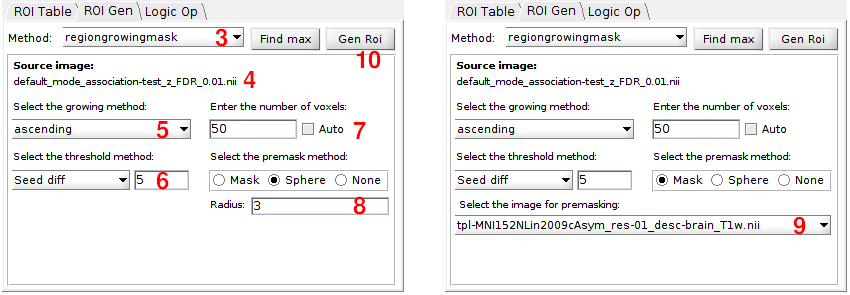 ROI Table ROI Gen Logic Op
Method: regiongrowingmask 3 Find max Gen Roi
10
Source image:
default_mode_association-test_z_FDR_0.01.nii 4
Select the growing method: Enter the number of voxels:
ascending 5 50 Auto 7
Select the threshold method: Select the premask method:
Seed diff 5 6 Mask Sphere None
Radius: 3 8
ROI Table ROI Gen Logic Op
Method: regiongrowingmask Find max Gen Roi
Source image:
default_mode_association-test_z_FDR_0.01.nii
Select the growing method: Enter the number of voxels:
ascending 50 Auto
Select the threshold method: Select the premask method:
Seed diff 5 Mask Sphere None
Select the image for premasking:
tpl-MNI152NLin2009cAsym_res-01_desc-brain_T1w.nii 9